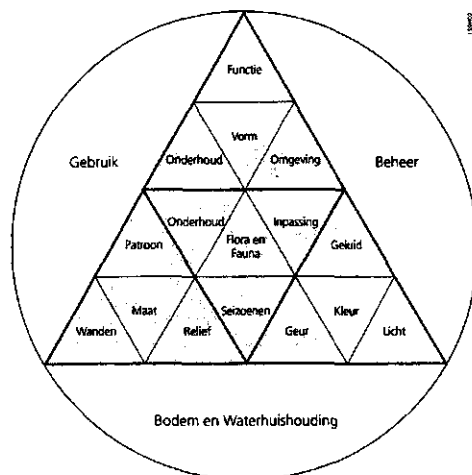 Functie
Vorm
Gebruik
Onderhoud
Omgeving
Beheer
Onderhoud
Inpassing
Patroon
Flora en
Fauna
Geluid
Maat
Seizoenen
Kleur
Wanden
Relief
Geur
Licht
Bodem en Waterhuishouding